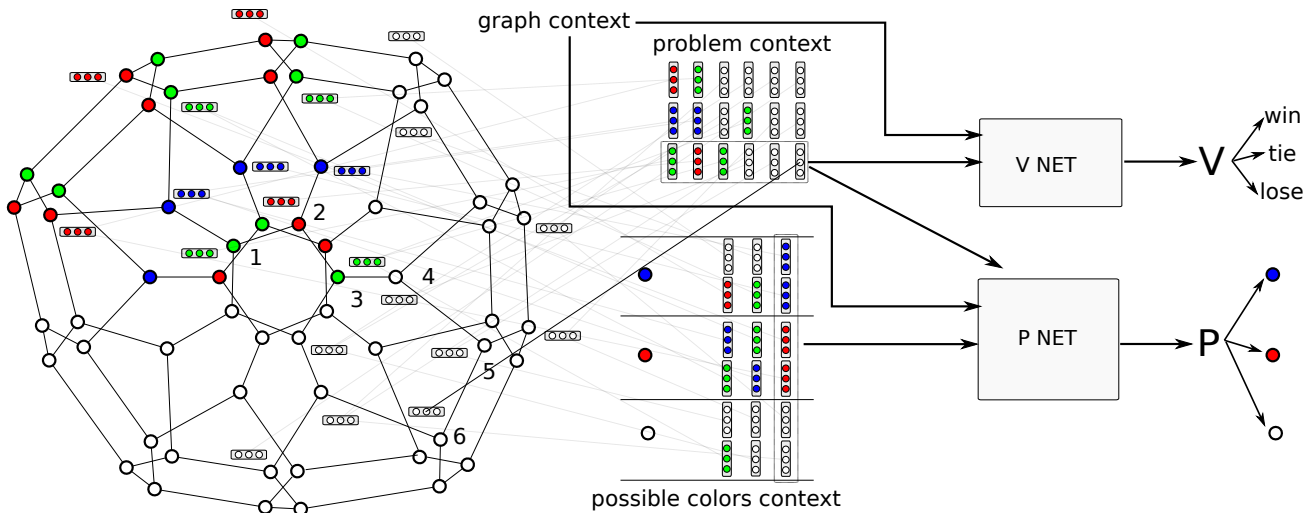 graph context
problem context
win
V NET
V
tie
lose
2
1
4
3
P NET
P
5
6
possible colors context